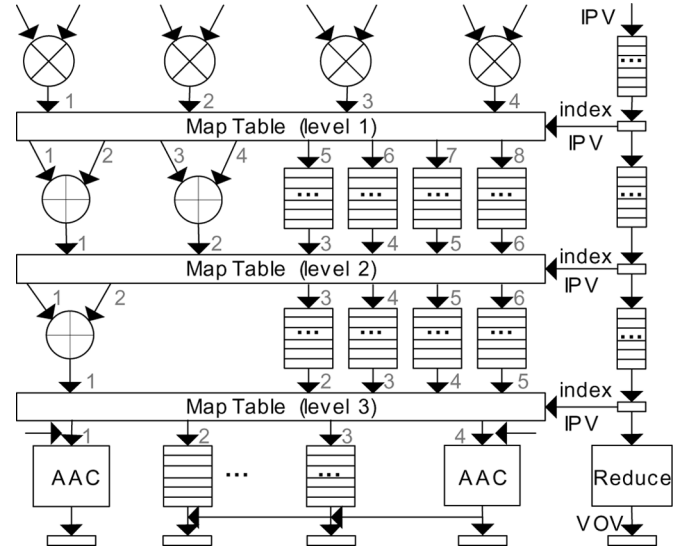 IPV
1 2 3 4
index
Map Table (level 1)
IPV
1 2 3 4 5 6 7 8
...
1 2 3 4 5 6
index
Map Table (level 2)
IPV
1 2 3 4 5 6
...
1 2 3 4 5
index
Map Table (level 3)
IPV
1 2 3 4
AAC ... AAC Reduce
VOV